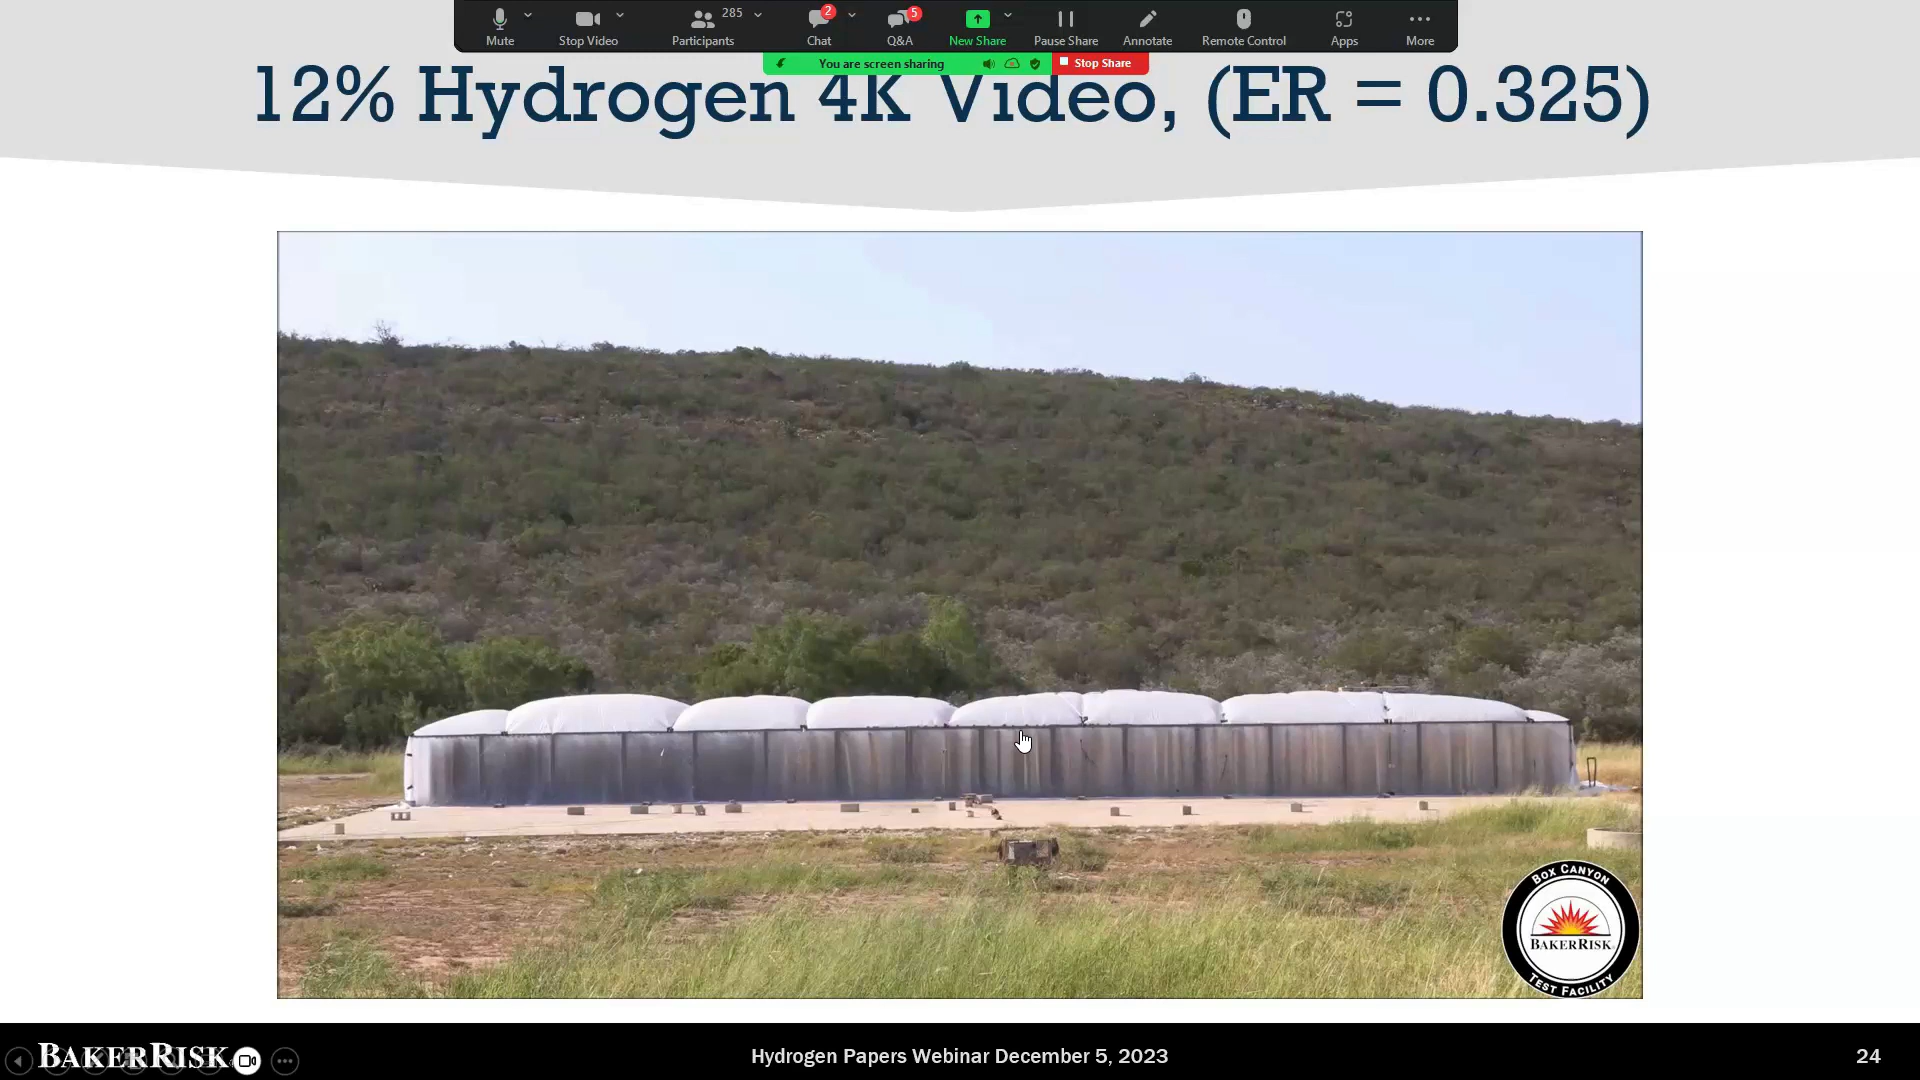 285
2
5
Mute
Stop Video
Participants
Chat
Q&A
New Share
Pause Share
Annotate
Remote Control
Apps
More
You are screen sharing
Stop Share
12% Hydrogen 4K Video, (ER = 0.325)
BOX CANYON
BAKERRISK
TEST FACILITY
BAKERRISK
Hydrogen Papers Webinar December 5, 2023
24